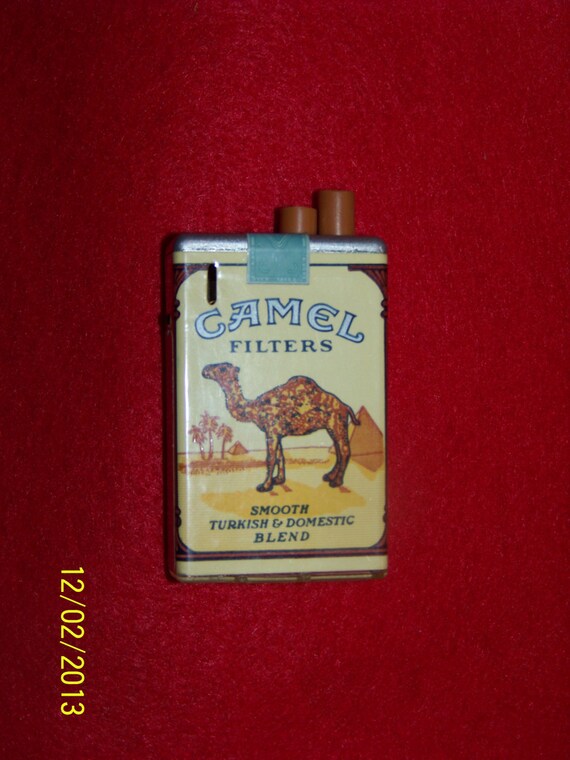 CAMEL
FILTERS
SMOOTH
TURKISH & DOMESTIC
BLEND
12/02/2013